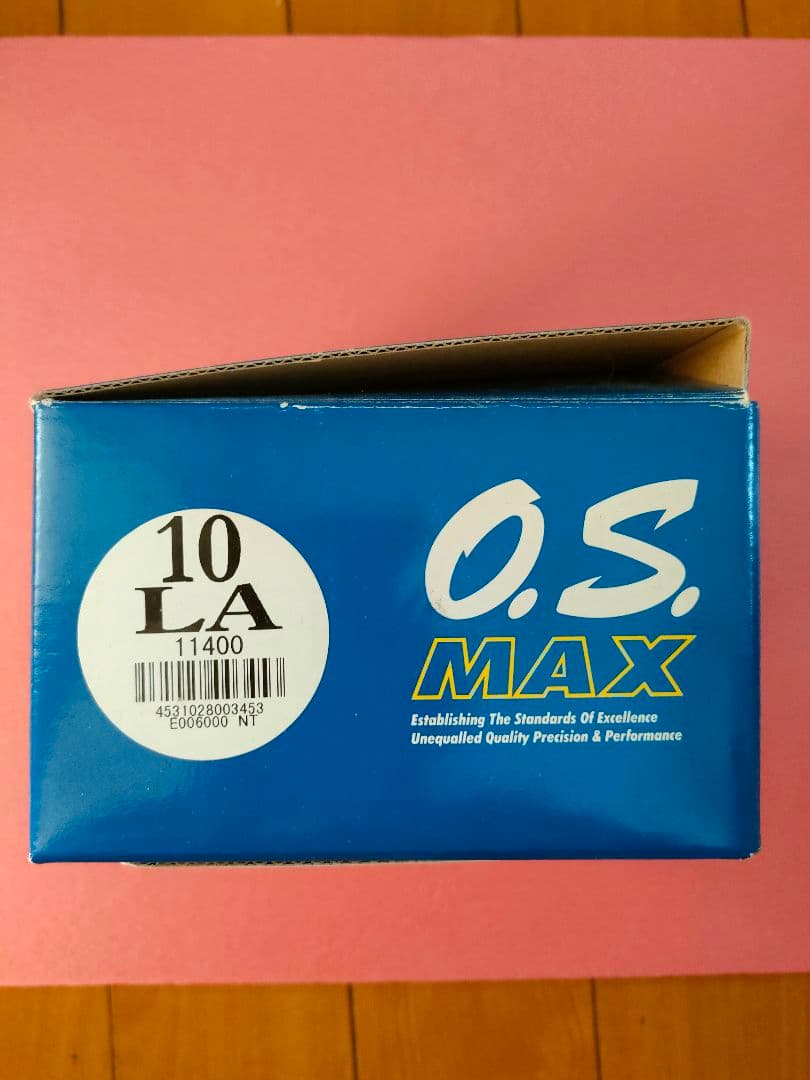 10
LA
11400
4531028003453
E006000 NT
O.S.
MAX
Establishing The Standards Of Excellence
Unequalled Quality Precision & Performance